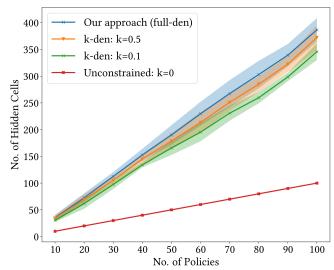 Our approach (full-den)
k-den: k=0.5
k-den: k=0.1
Unconstrained: k=0
No. of Hidden Cells
400
350
300
250
200
150
100
50
0
10 20 30 40 50 60 70 80 90 100
No. of Policies